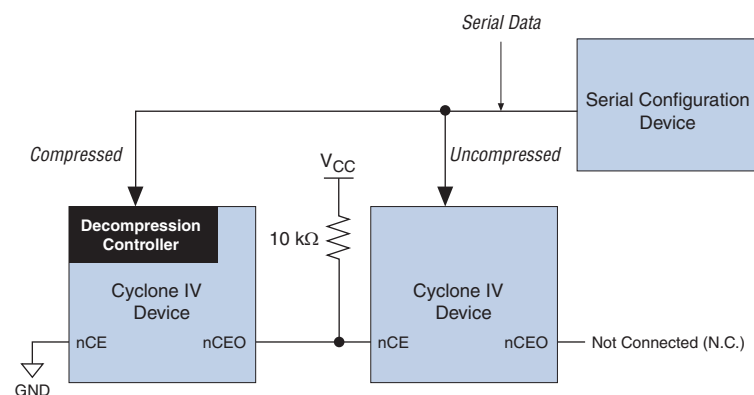 Serial Data
Serial Configuration
Device
Compressed
Uncompressed
VCC
Decompression
Controller
10 kΩ
Cyclone IV
Device
Cyclone IV
Device
nCE
nCEO
nCE
nCEO
Not Connected (N.C.)
GND